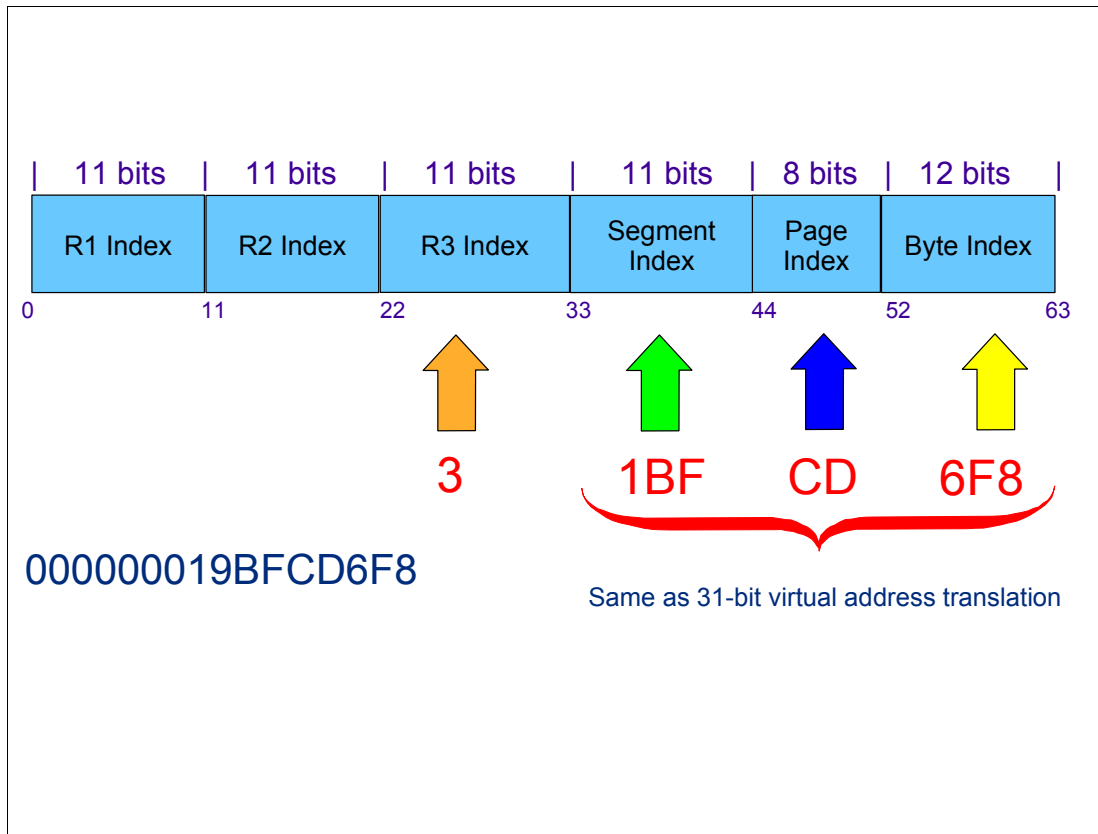 | 11 bits | 11 bits | 11 bits | 11 bits | 8 bits | 12 bits |
R1 Index R2 Index R3 Index Segment Index Page Index Byte Index
0 11 22 33 44 52 63
3 1BF CD 6F8
000000019BFCD6F8
Same as 31-bit virtual address translation